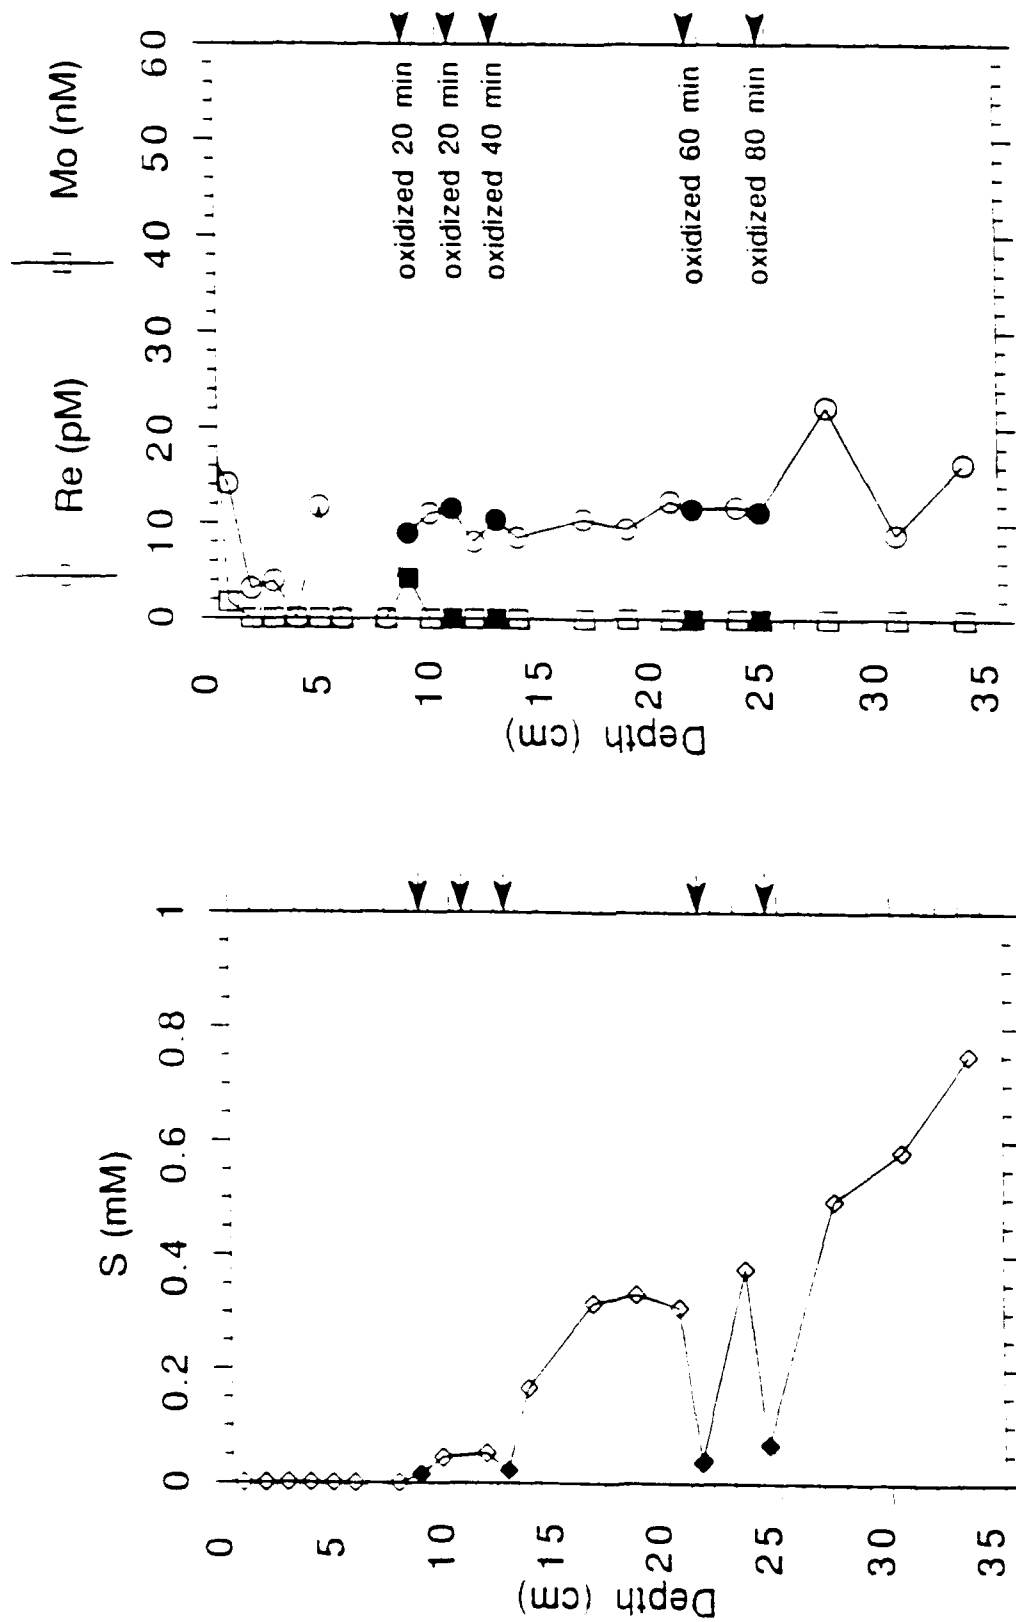 S (mM)
0 0.2 0.4 0.6 0.8 1
0
5
10
15
20
25
30
35
Depth (cm)
Re (pM) Mo (nM)
0 10 20 30 40 50 60
0
5
10
15
20
25
30
35
Depth (cm)
oxidized 20 min
oxidized 20 min
oxidized 40 min
oxidized 60 min
oxidized 80 min